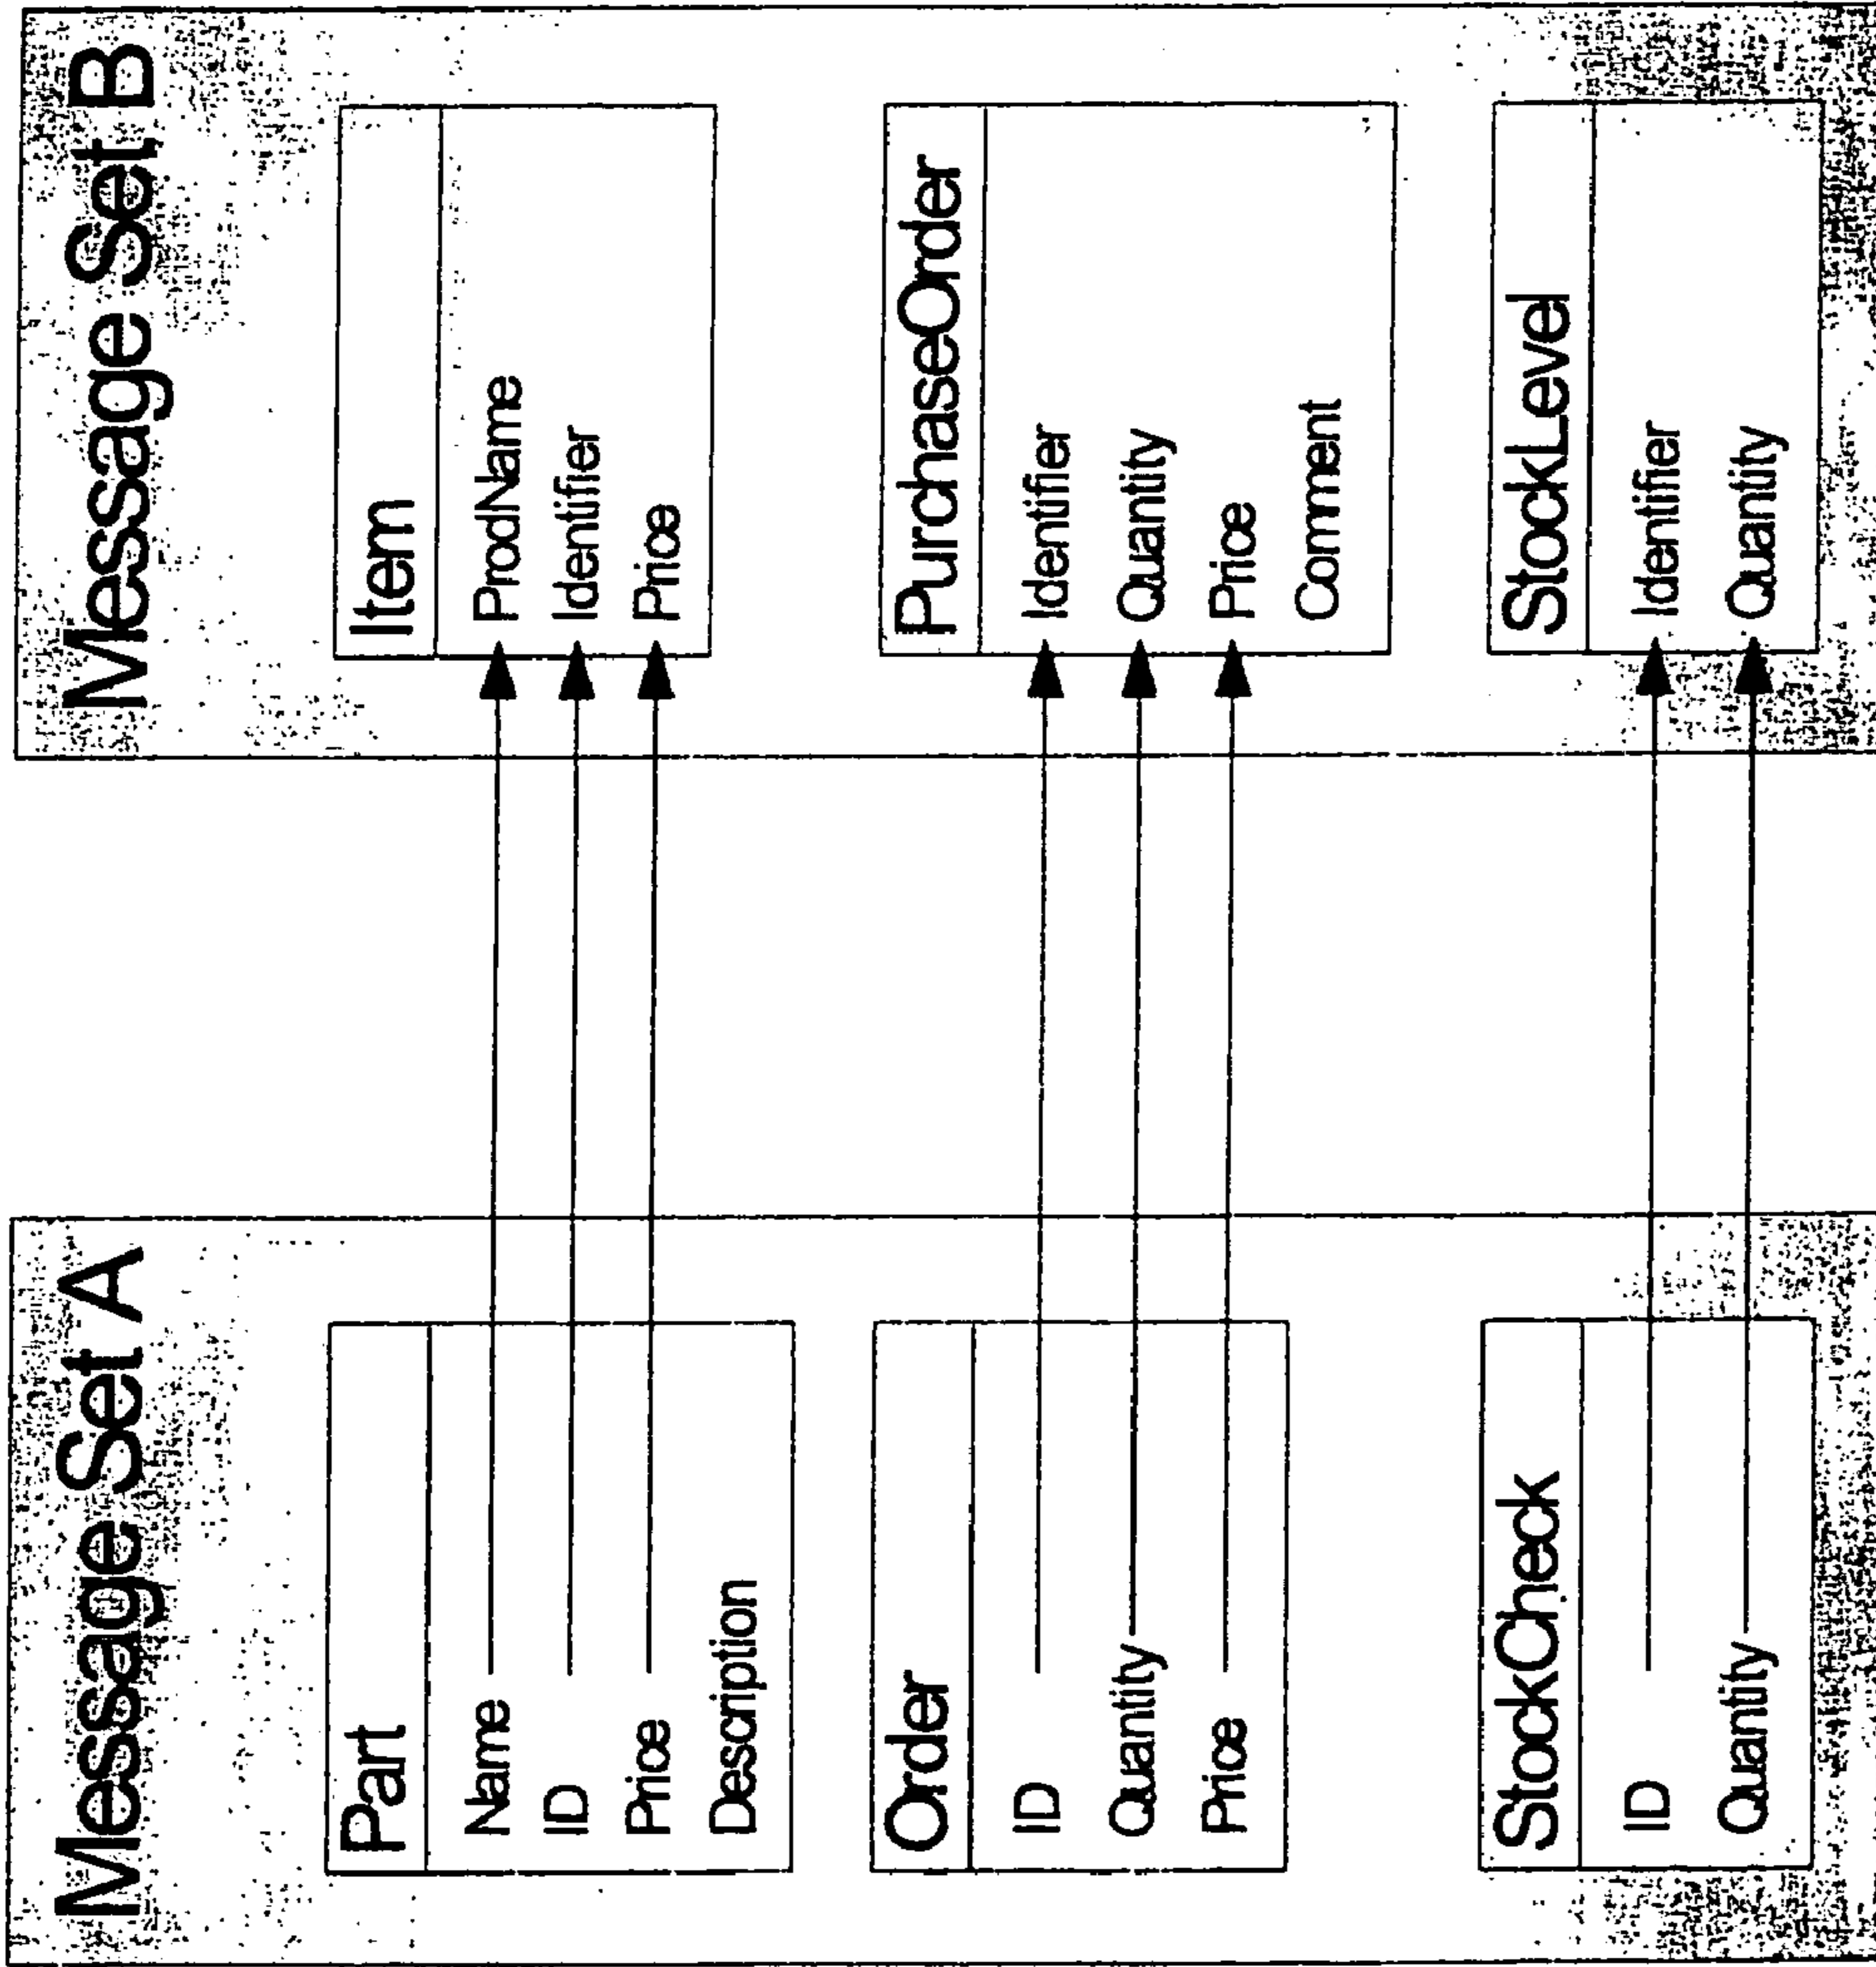 Message Set A
Part
Name
ID
Price
Description
Order
ID
Quantity
Price
StockCheck
ID
Quantity
Message Set B
Item
ProdName
Identifier
Price
PurchaseOrder
Identifier
Quantity
Price
Comment
StockLevel
Identifier
Quantity